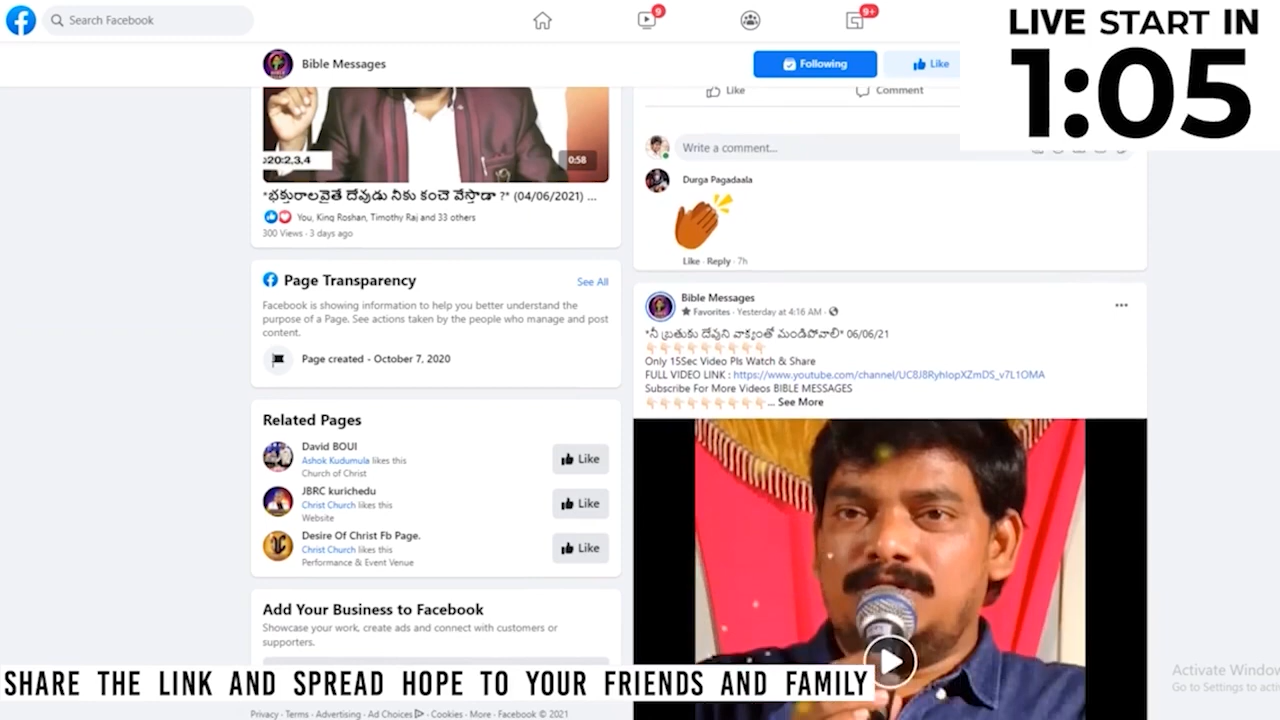 Search Facebook
9
9+
LIVE START IN
1:05
Bible Messages
Following
Like
Like
Comment
20:2,3,4
0:58
*భక్తురాలవైతే దేవుడు నీకు కంచె వేస్తాడా ?* (04/06/2021) ...
You, King Roshan, Timothy Raj and 33 others
300 Views · 3 days ago
Write a comment...
Durga Pagadaala
Like · Reply · 7h
Page Transparency
See All
Facebook is showing information to help you better understand the
purpose of a Page. See actions taken by the people who manage and post
content.
Page created - October 7, 2020
Bible Messages
Favorites · Yesterday at 4:16 AM ·
*నీ బ్రతుకు దేవుని వాక్యంతో మండిపోవాలి* 06/06/21
Only 15Sec Video Pls Watch & Share
FULL VIDEO LINK : https://www.youtube.com/channel/UC8J8RyhIopXZmDS_v7L1OMA
Subscribe For More Videos BIBLE MESSAGES
... See More
Related Pages
David BOUI
Ashok Kudumula likes this
Church of Christ
Like
JBRC kurichedu
Christ Church likes this
Website
Like
Desire Of Christ Fb Page.
Christ Church likes this
Performance & Event Venue
Like
Add Your Business to Facebook
Showcase your work, create ads and connect with customers or
supporters.
SHARE THE LINK AND SPREAD HOPE TO YOUR FRIENDS AND FAMILY
Activate Window
Go to Settings to acti
Privacy · Terms · Advertising · Ad Choices · Cookies · More · Facebook © 2021